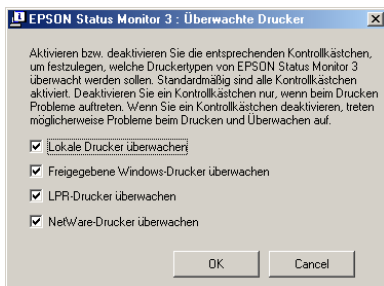 EPSON Status Monitor 3 : Überwachte Drucker
Aktivieren bzw. deaktivieren Sie die entsprechenden Kontrollkästchen,
um festzulegen, welche Druckertypen von EPSON Status Monitor 3
überwacht werden sollen. Standardmäßig sind alle Kontrollkästchen
aktiviert. Deaktivieren Sie ein Kontrollkästchen nur, wenn beim Drucken
Probleme auftreten. Wenn Sie ein Kontrollkästchen deaktivieren, treten
möglicherweise Probleme beim Drucken und Überwachen auf.
Lokale Drucker überwachen
Freigegebene Windows-Drucker überwachen
LPR-Drucker überwachen
NetWare-Drucker überwachen
OK
Cancel